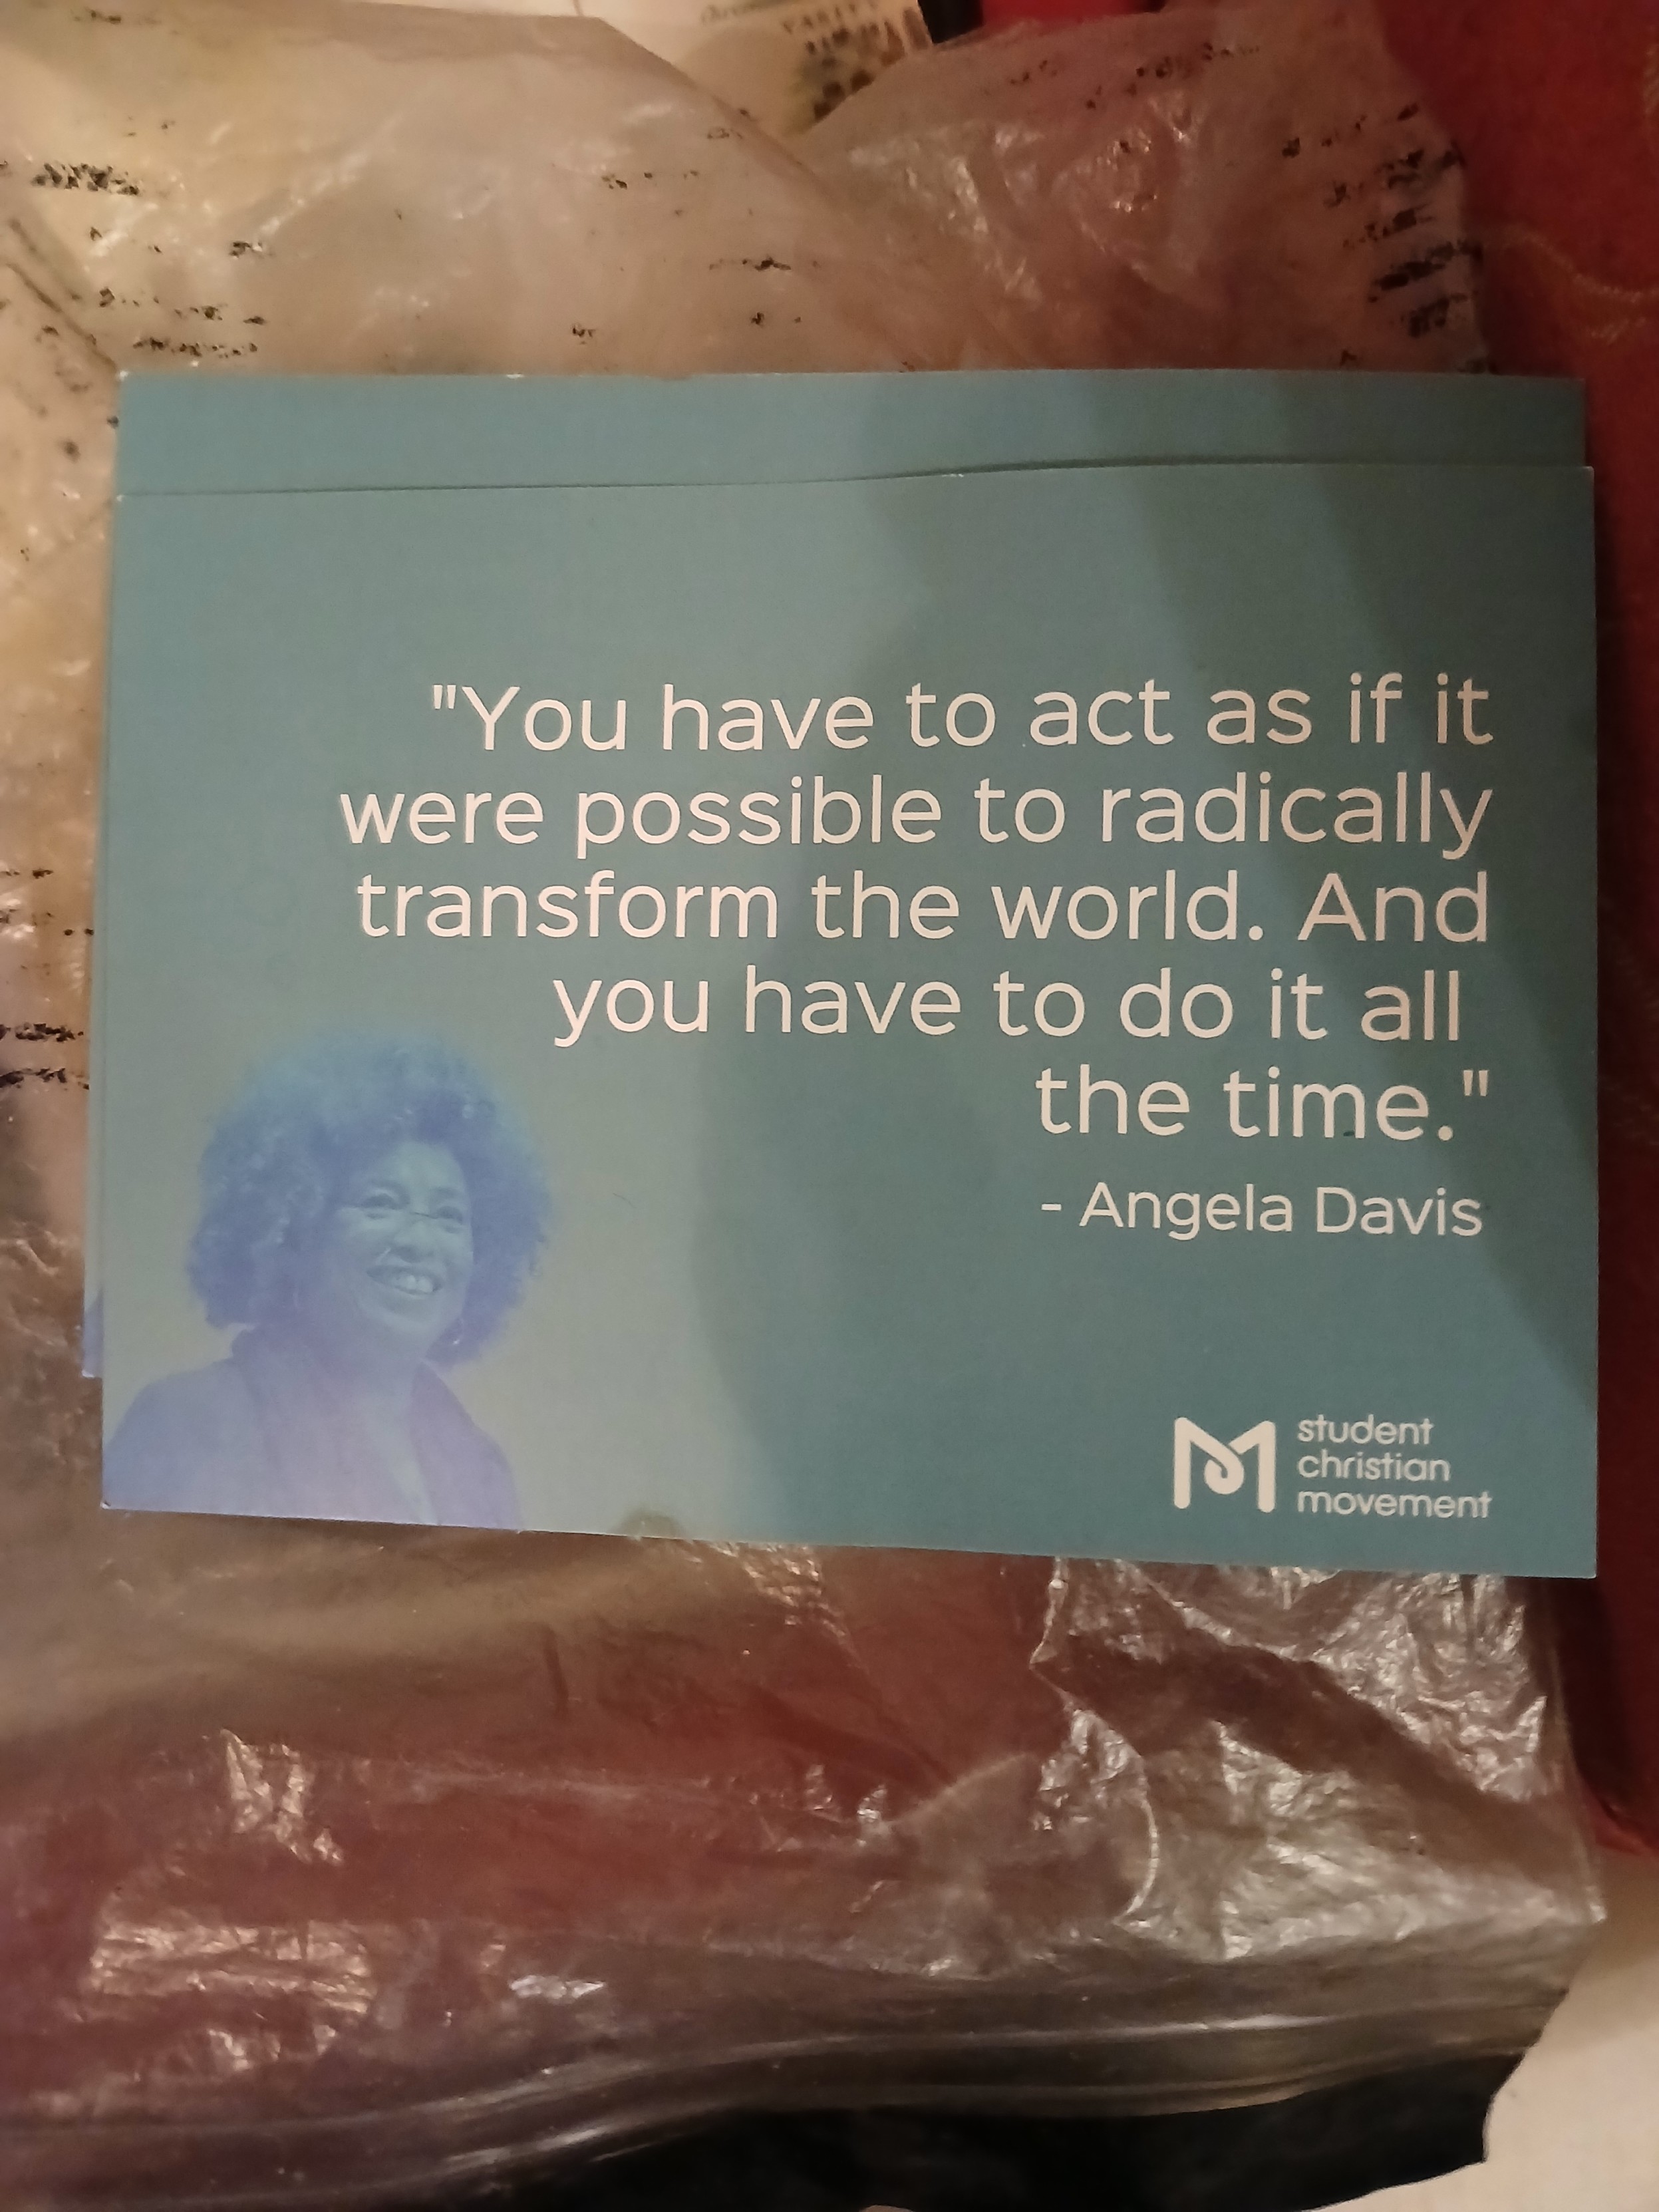 "You have to act as if it
were possible to radically
transform the world. And
you have to do it all
the time."
- Angela Davis
student
christian
movement